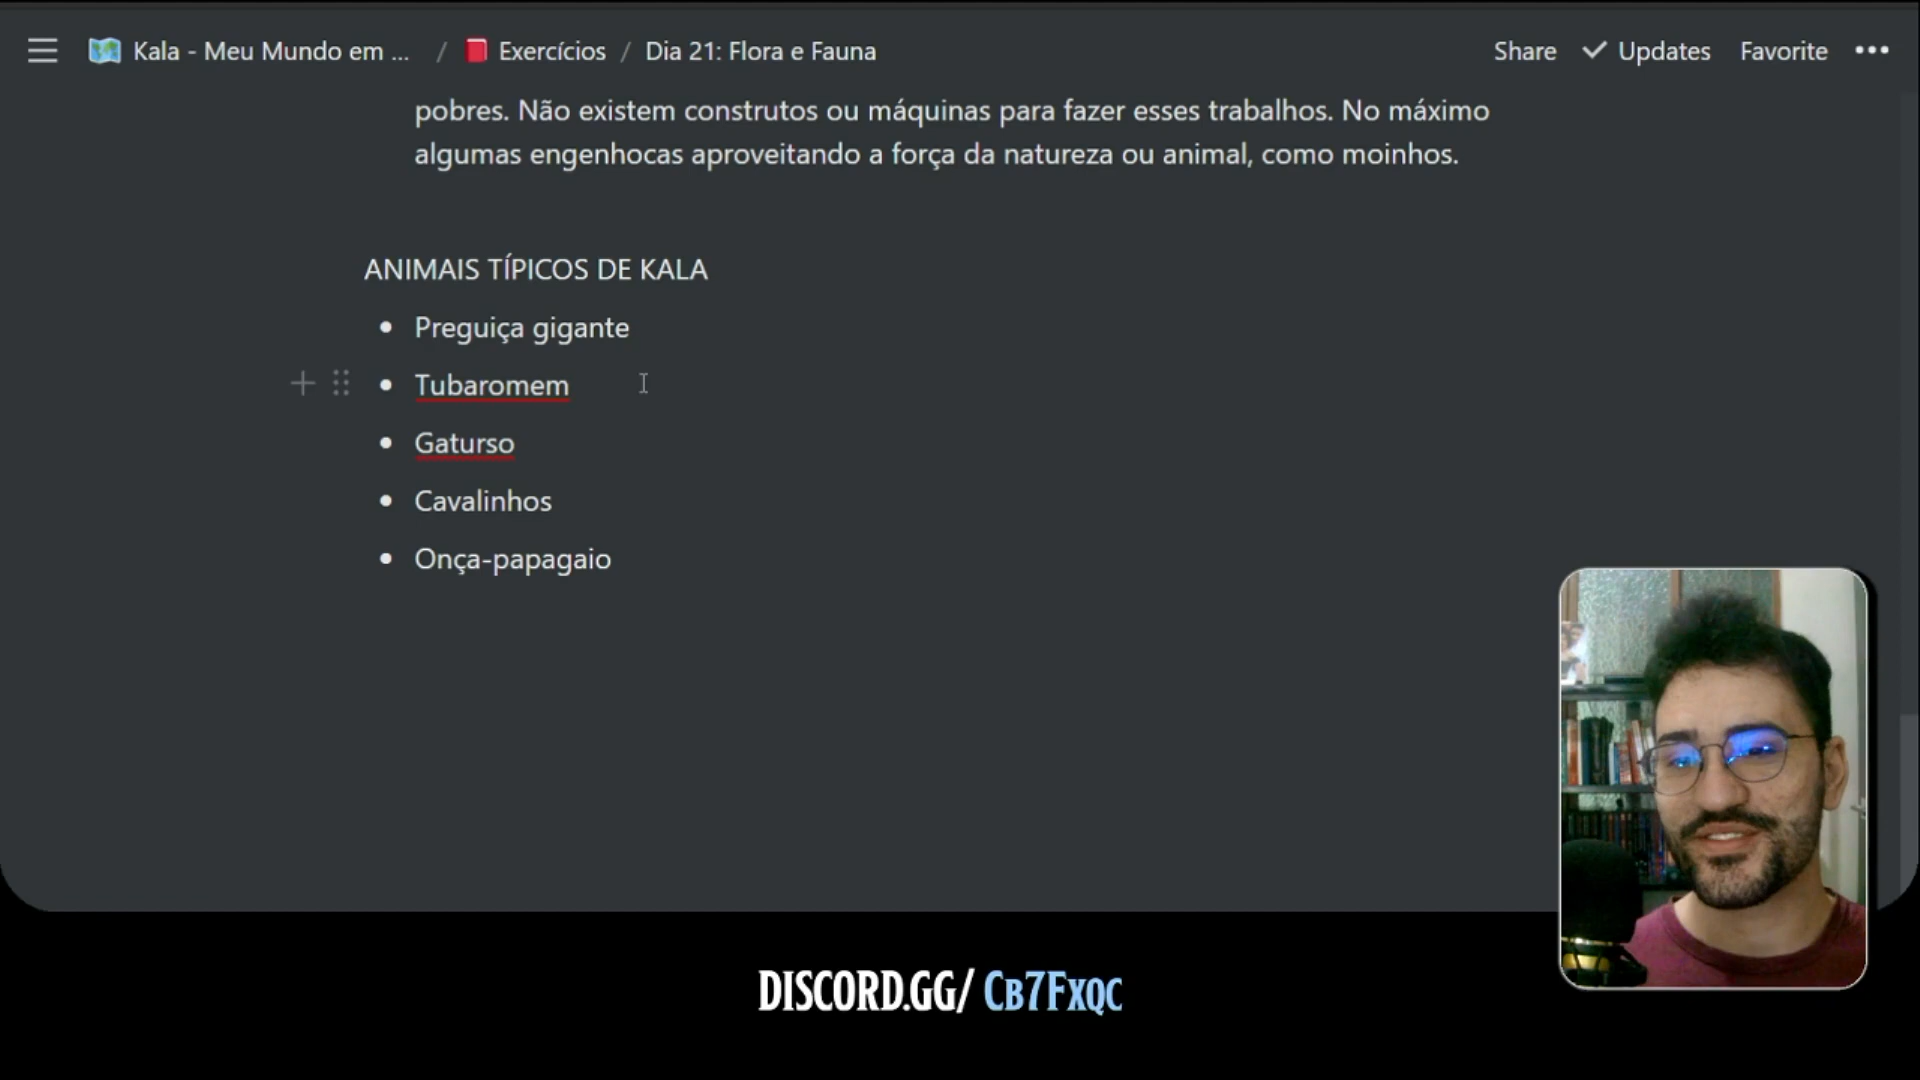 Kala - Meu Mundo em ... / Exercícios / Dia 21: Flora e Fauna Share Updates Favorite
pobres. Não existem construtos ou máquinas para fazer esses trabalhos. No máximo
algumas engenhocas aproveitando a força da natureza ou animal, como moinhos.
ANIMAIS TÍPICOS DE KALA
Preguiça gigante
Tubaromem
Gaturso
Cavalinhos
Onça-papagaio
DISCORD.GG/ CB7FXQC